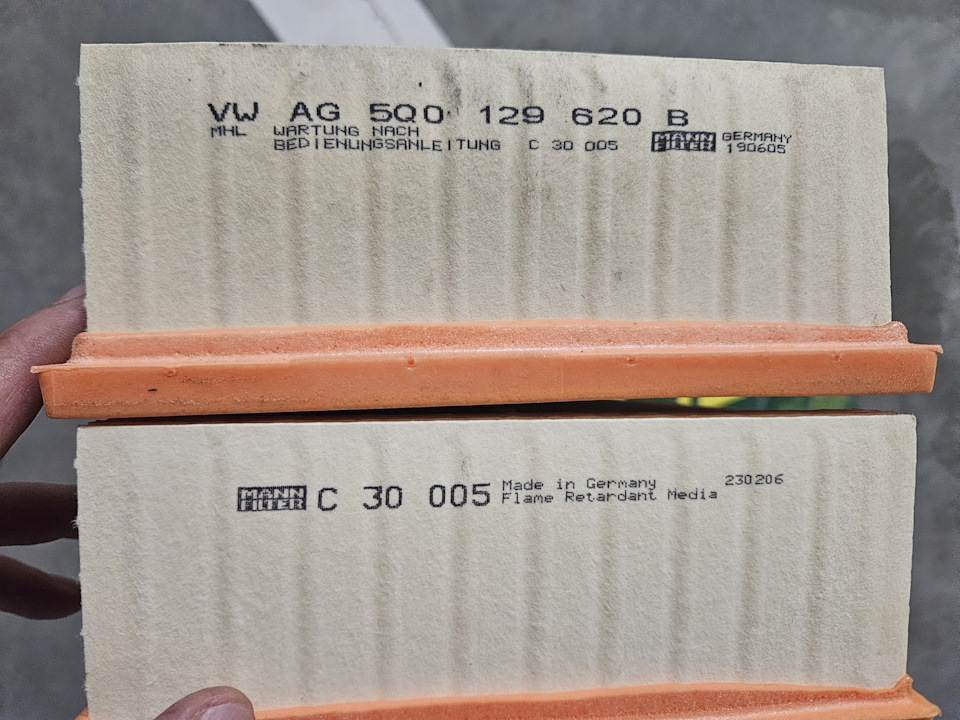 VW AG 5Q0 129 620 B
MHL WARTUNG NACH
BEDIENUNGSANLEITUNG C 30 005 MANN FILTER GERMANY
190605
MANN FILTER C 30 005 Made in Germany 230206
Flame Retardant Media